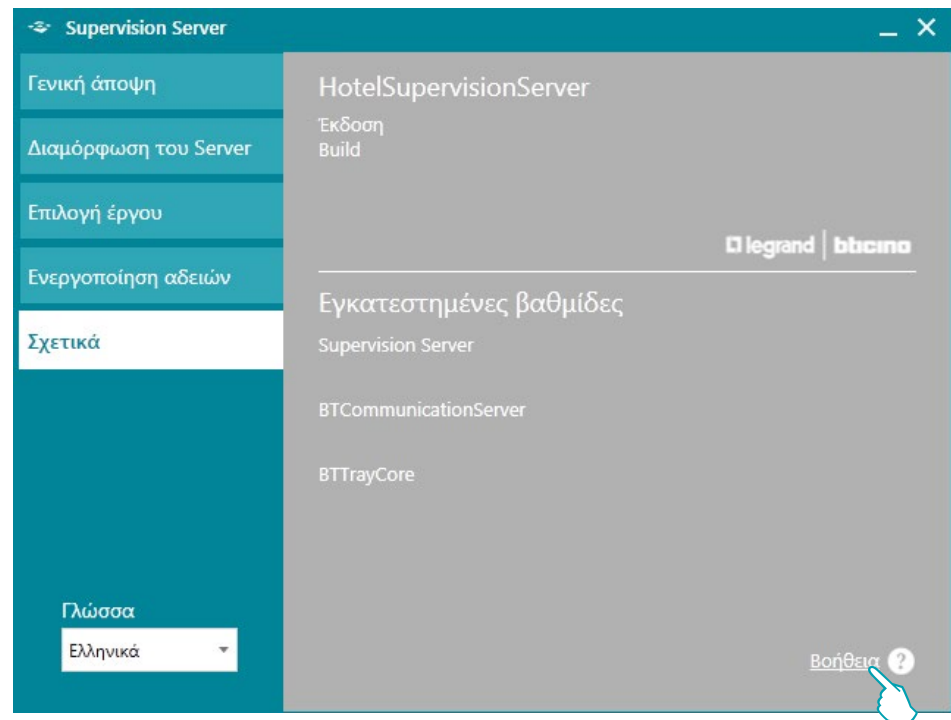 Supervision Server
Γενική άποψη
Διαμόρφωση του Server
Επιλογή έργου
Ενεργοποίηση αδειών
Σχετικά
Γλώσσα
Ελληνικά
HotelSupervisionServer
Έκδοση
Build
legrand bticino
Εγκατεστημένες βαθμίδες
Supervision Server
BTCommunicationServer
BTTrayCore
Βοήθεια ?